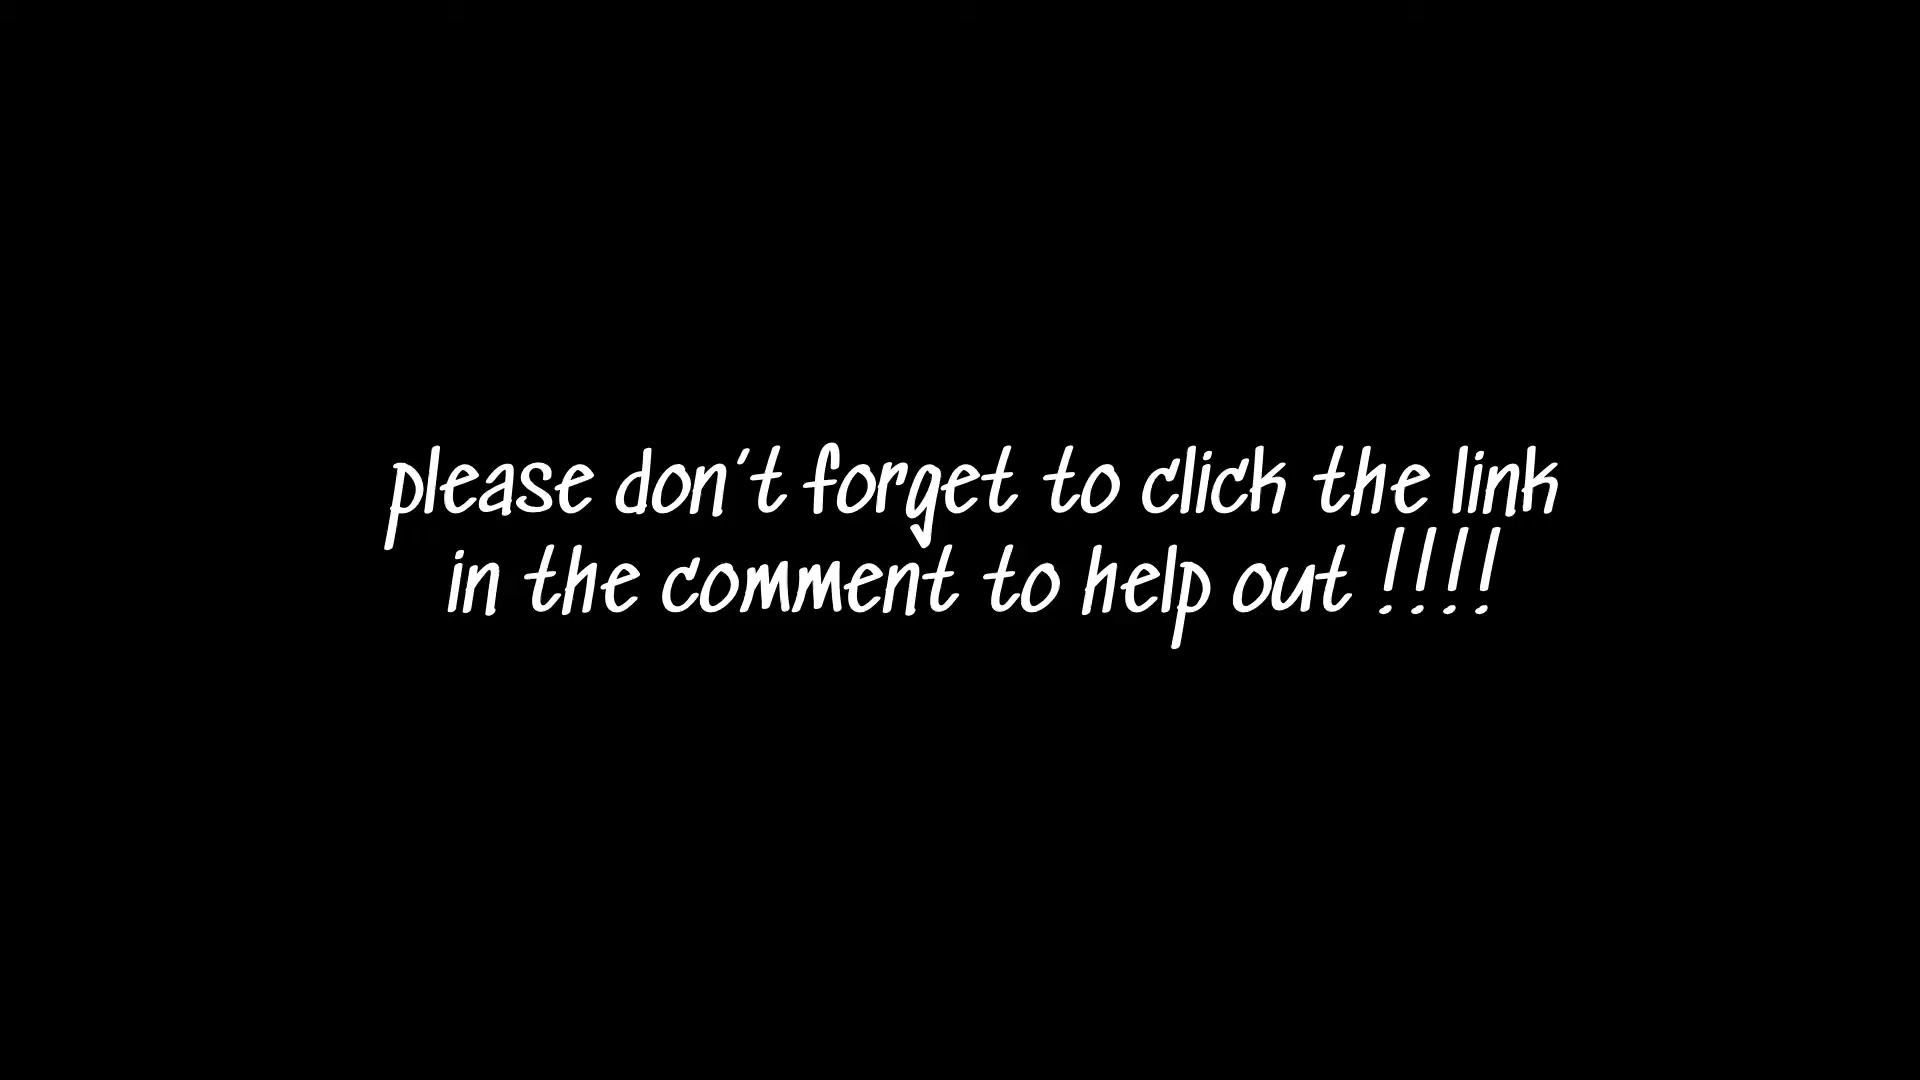 please don't forget to click the link
in the comment to help out !!!!